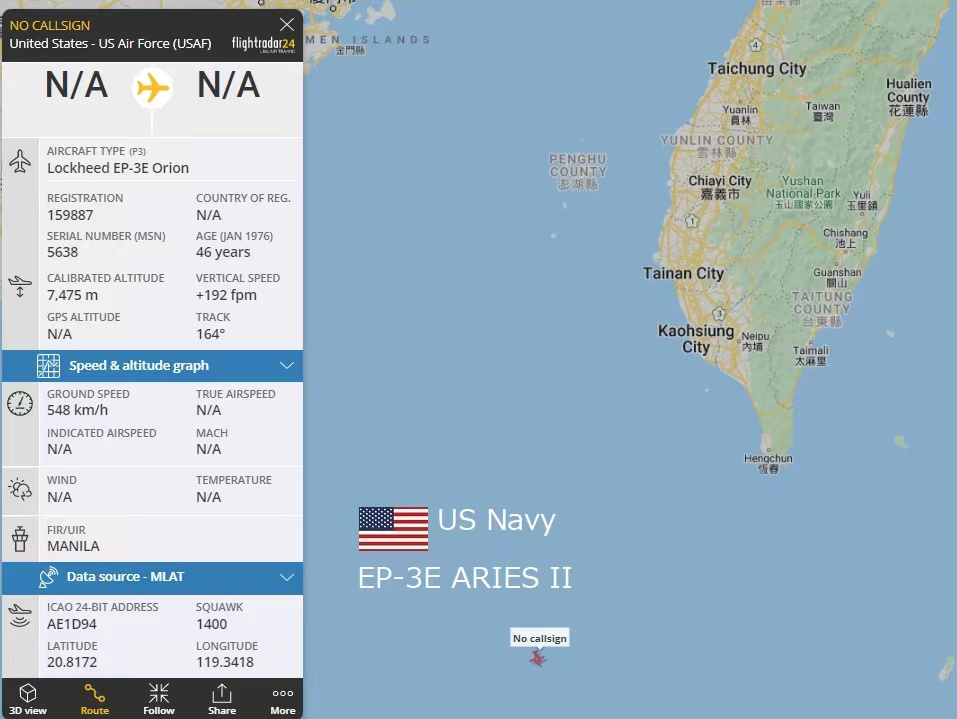 NO CALLSIGN
United States - US Air Force (USAF)
flightradar24
LIVE AIR TRAFFIC
N/A
N/A
AIRCRAFT TYPE (P3)
Lockheed EP-3E Orion
REGISTRATION
COUNTRY OF REG.
159887
N/A
SERIAL NUMBER (MSN)
AGE (JAN 1976)
5638
46 years
CALIBRATED ALTITUDE
VERTICAL SPEED
7,475 m
+192 fpm
GPS ALTITUDE
TRACK
N/A
164°
Speed & altitude graph
GROUND SPEED
TRUE AIRSPEED
548 km/h
N/A
INDICATED AIRSPEED
MACH
N/A
N/A
WIND
TEMPERATURE
N/A
N/A
FIR/UIR
MANILA
Data source - MLAT
ICAO 24-BIT ADDRESS
SQUAWK
AE1D94
1400
LATITUDE
LONGITUDE
20.8172
119.3418
3D view
Route
Follow
Share
More
MEN ISLANDS
金門縣
4
Taichung City
Hualien
County
花蓮縣
Yuanlin
員林
Taiwan
臺灣
YUNLIN COUNTY
雲林縣
PENGHU
COUNTY
澎湖縣
Chiayi City
嘉義市
Yushan
National Park
玉山國家公園
Yuli
玉里鎮
1
Chishang
池上
Tainan City
Guanshan
關山
TAITUNG
COUNTY
台東縣
3
Kaohsiung
City
Neipu
內埔
Taimali
太麻里
Hengchun
恆春
US Navy
EP-3E ARIES II
No callsign